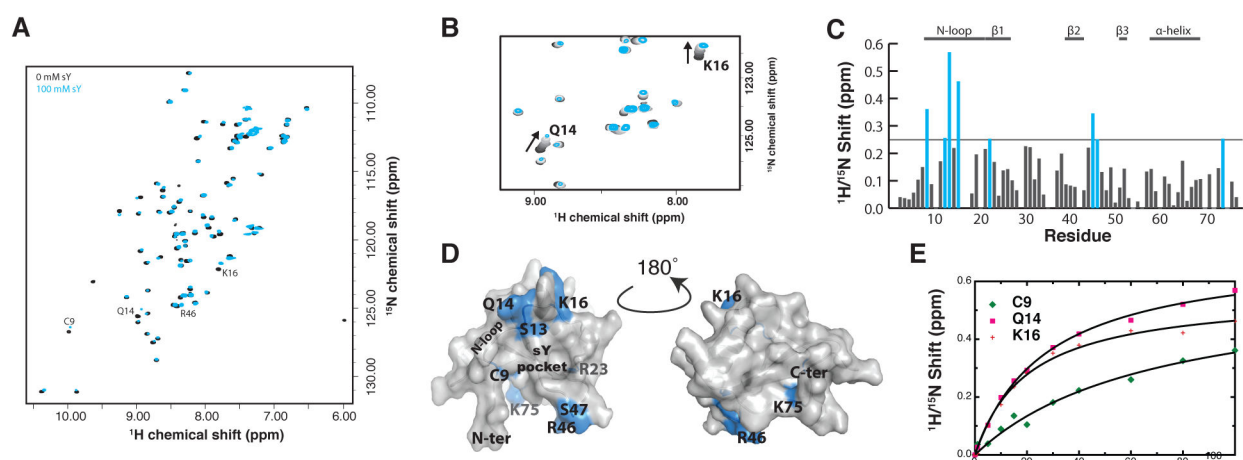 A
0 mM sY
100 mM sY
C9
Q14
R46
K16
110.00
115.00
120.00
125.00
130.00
¹⁵N chemical shift (ppm)
10.00 9.00 8.00 7.00 6.00
¹H chemical shift (ppm)
B
K16
Q14
123.00
125.00
¹⁵N chemical shift (ppm)
9.00 8.00
¹H chemical shift (ppm)
C
N-loop β1 β2 β3 α-helix
¹H/¹⁵N Shift (ppm)
0.6
0.5
0.4
0.3
0.2
0.1
0.0
10 20 30 40 50 60 70
Residue
D
180°
Q14 K16
S13
N-loop
sY
pocket
C9
R23
K75
S47
R46
N-ter
K16
C-ter
K75
R46
E
C9
Q14
K16
¹H/¹⁵N Shift (ppm)
0.6
0.4
0.2
0.0
20 40 60 80 100